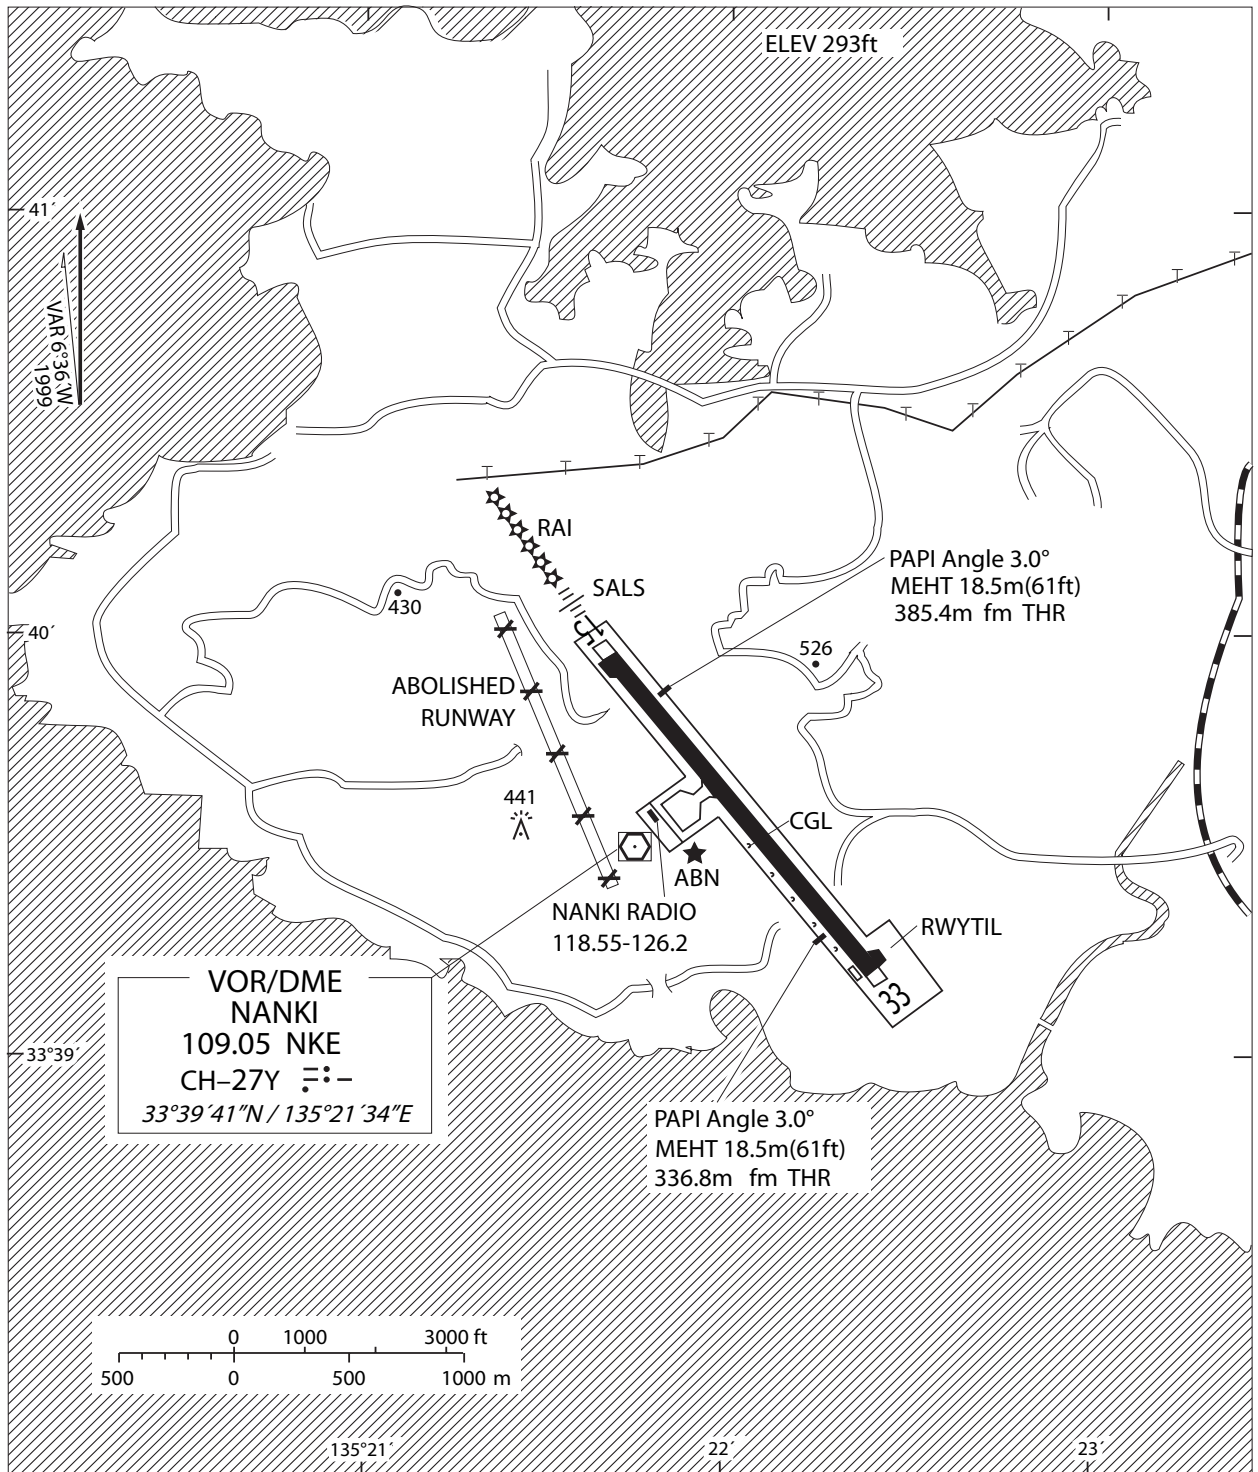 ELEV 293ft
41´
VAR 6°36´W
1999
RAI
SALS
PAPI Angle 3.0°
MEHT 18.5m(61ft)
385.4m fm THR
430
40´
15
526
ABOLISHED
RUNWAY
441
CGL
ABN
NANKI RADIO
118.55-126.2
RWYTIL
33
VOR/DME
NANKI
109.05 NKE
CH–27Y
33°39´41″N / 135°21´34″E
33°39´
PAPI Angle 3.0°
MEHT 18.5m(61ft)
336.8m fm THR
0 1000 3000 ft
500 0 500 1000 m
135°21´ 22´ 23´